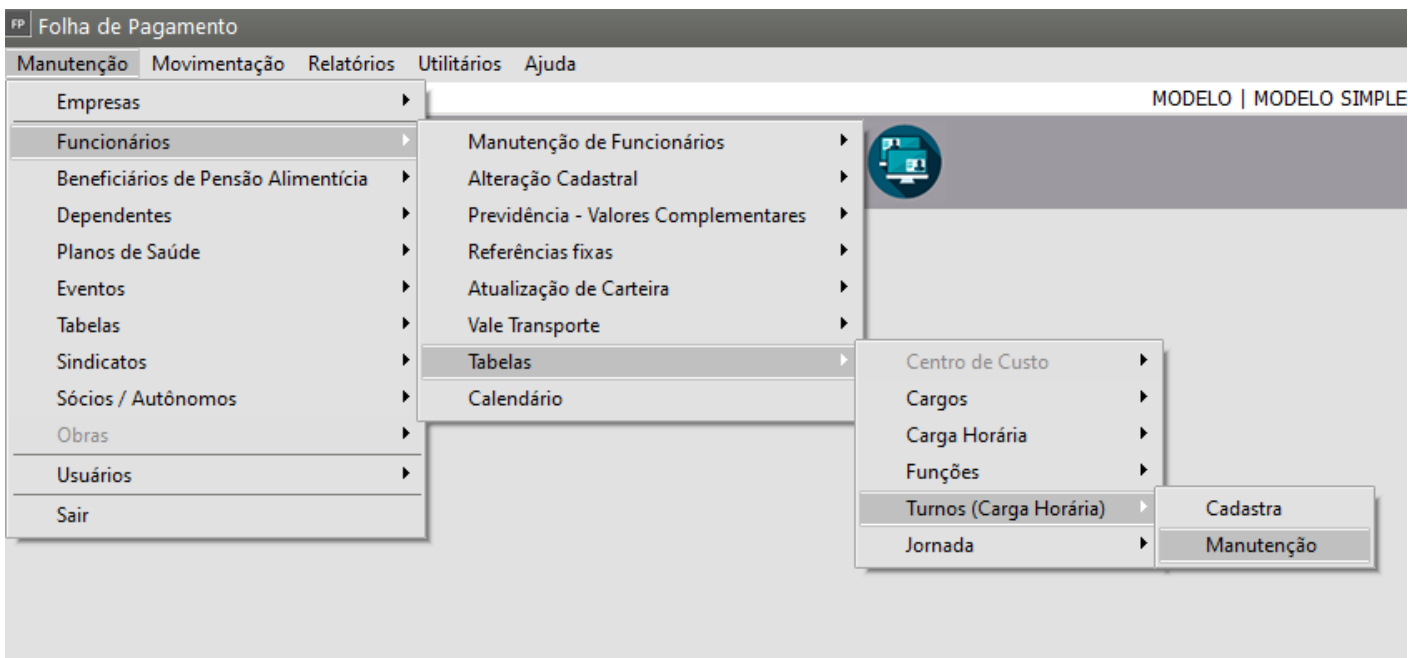 FP Folha de Pagamento
Manutenção Movimentação Relatórios Utilitários Ajuda
MODELO | MODELO SIMPLE
Empresas
Funcionários
Beneficiários de Pensão Alimentícia
Dependentes
Planos de Saúde
Eventos
Tabelas
Sindicatos
Sócios / Autônomos
Obras
Usuários
Sair
Manutenção de Funcionários
Alteração Cadastral
Previdência - Valores Complementares
Referências fixas
Atualização de Carteira
Vale Transporte
Tabelas
Calendário
Centro de Custo
Cargos
Carga Horária
Funções
Turnos (Carga Horária)
Jornada
Cadastra
Manutenção